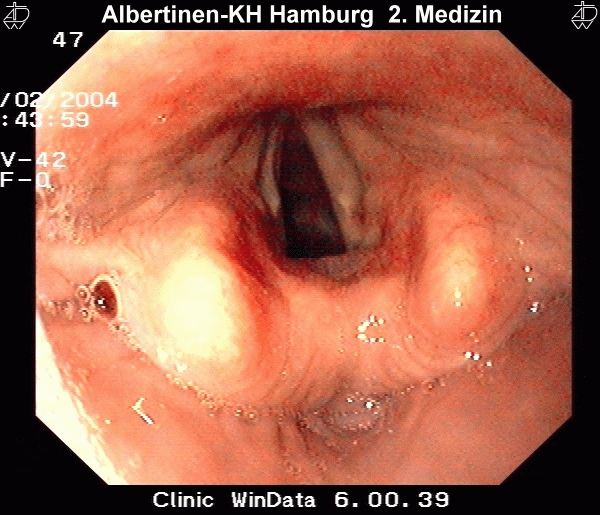 Albertinen-KH Hamburg 2. Medizin
47
/02/2004
:43:59
V-42
F-0
Clinic WinData 6.00.39